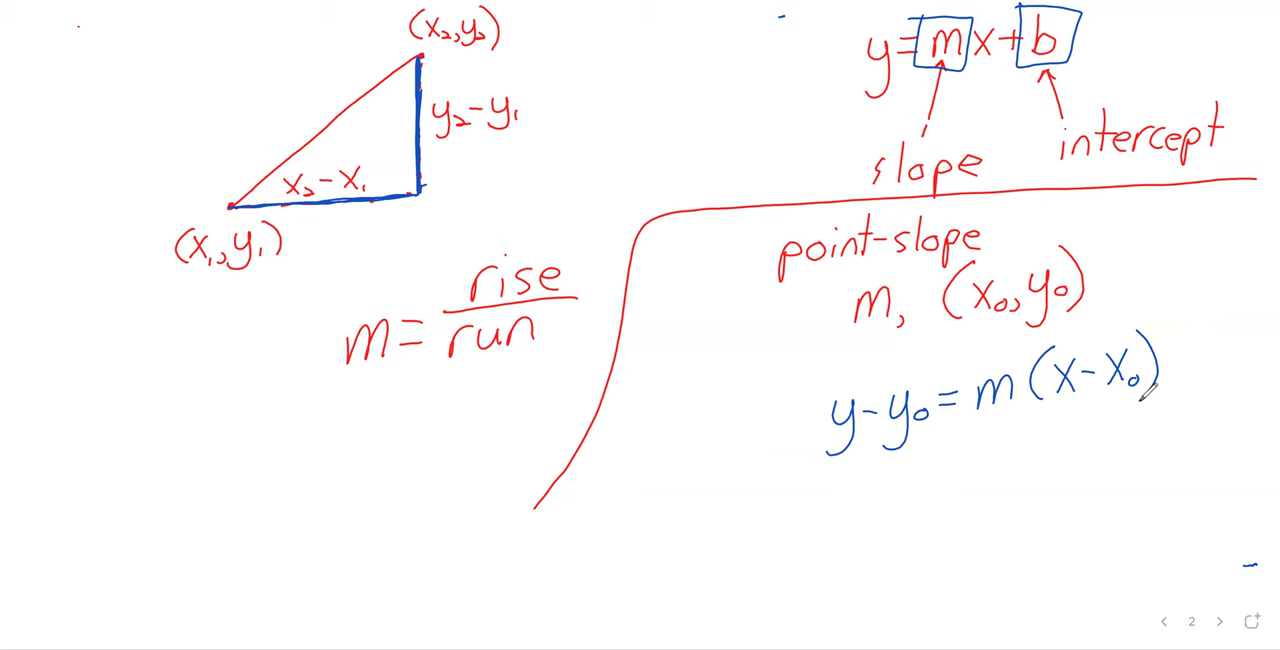 (x₂, y₂)
y₂ - y₁
x₂ - x₁
(x₁, y₁)
m = rise/run
y = mx + b
slope
intercept
point-slope
m, (x₀, y₀)
y - y₀ = m(x - x₀)
2